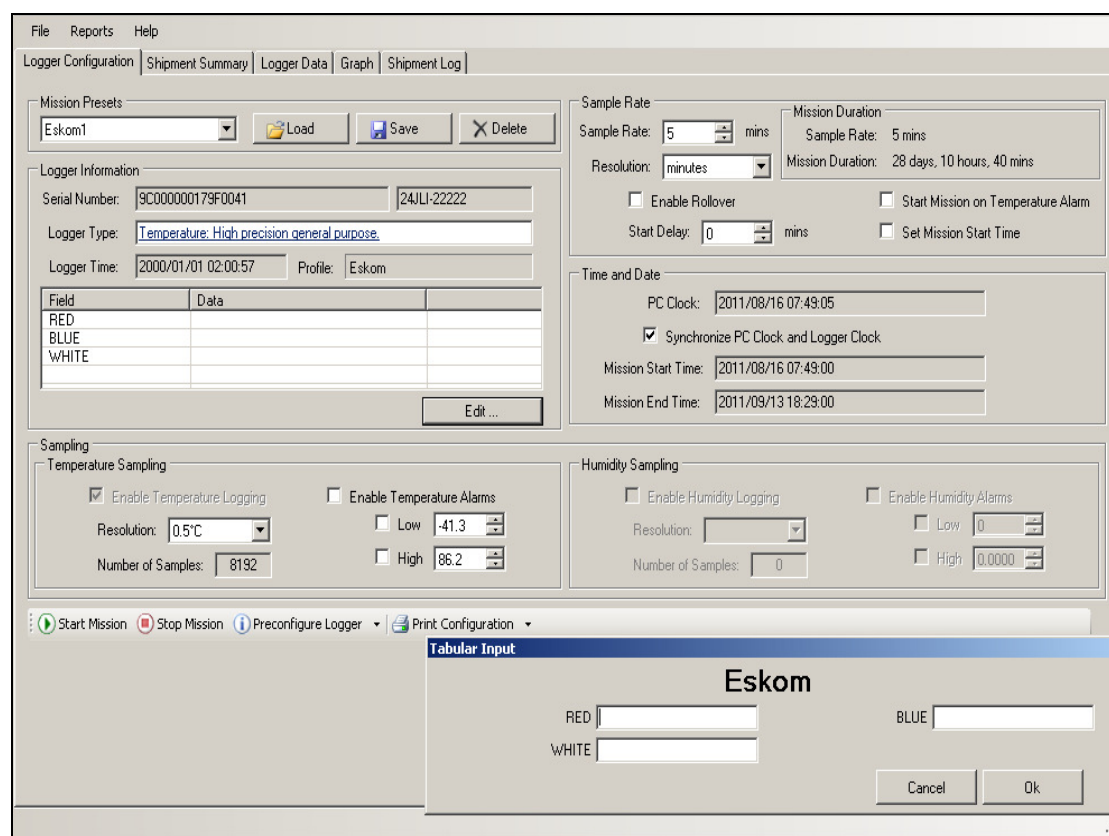 File Reports Help
Logger Configuration Shipment Summary Logger Data Graph Shipment Log
Mission Presets
Eskom1 Load Save Delete
Logger Information
Serial Number: 9C000000179F0041 24JLI-22222
Logger Type: Temperature: High precision general purpose.
Logger Time: 2000/01/01 02:00:57 Profile: Eskom
Field Data
RED
BLUE
WHITE
Edit ...
Sample Rate
Sample Rate: 5 mins
Resolution: minutes
Mission Duration
Sample Rate: 5 mins
Mission Duration: 28 days, 10 hours, 40 mins
Enable Rollover Start Mission on Temperature Alarm
Start Delay: 0 mins Set Mission Start Time
Time and Date
PC Clock: 2011/08/16 07:49:05
Synchronize PC Clock and Logger Clock
Mission Start Time: 2011/08/16 07:49:00
Mission End Time: 2011/09/13 18:29:00
Sampling
Temperature Sampling
Enable Temperature Logging Enable Temperature Alarms
Resolution: 0.5°C Low -41.3
Number of Samples: 8192 High 86.2
Humidity Sampling
Enable Humidity Logging Enable Humidity Alarms
Resolution: Low 0
Number of Samples: 0 High 0.0000
Start Mission Stop Mission Preconfigure Logger Print Configuration
Tabular Input
Eskom
RED BLUE
WHITE
Cancel Ok